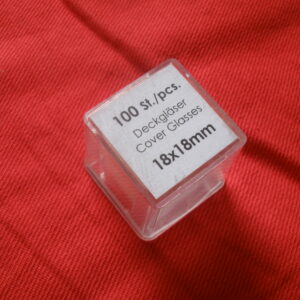 100 St./pcs.
Deckgläser
Cover Glasses
18x18mm